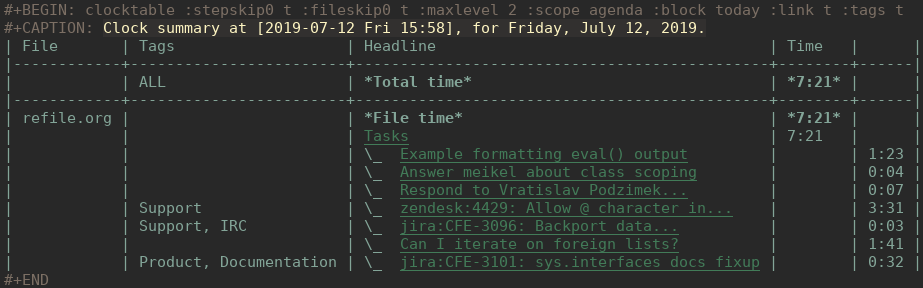 #+BEGIN: clocktable :stepskip0 t :fileskip0 t :maxlevel 2 :scope agenda :block today :link t :tags t
#+CAPTION: Clock summary at [2019-07-12 Fri 15:58], for Friday, July 12, 2019.
| File       | Tags                   | Headline                                     | Time   |      |
|------------+------------------------+----------------------------------------------+--------+------|
|            | ALL                    | *Total time*                                 | *7:21* |      |
|------------+------------------------+----------------------------------------------+--------+------|
| refile.org |                        | *File time*                                  | *7:21* |      |
|            |                        | Tasks                                        | 7:21   |      |
|            |                        | \_  Example formatting eval() output         |        | 1:23 |
|            |                        | \_  Answer meikel about class scoping        |        | 0:04 |
|            |                        | \_  Respond to Vratislav Podzimek...         |        | 0:07 |
|            | Support                | \_  zendesk:4429: Allow @ character in...    |        | 3:31 |
|            | Support, IRC           | \_  jira:CFE-3096: Backport data...          |        | 0:03 |
|            |                        | \_  Can I iterate on foreign lists?          |        | 1:41 |
|            | Product, Documentation | \_  jira:CFE-3101: sys.interfaces docs fixup |        | 0:32 |
#+END